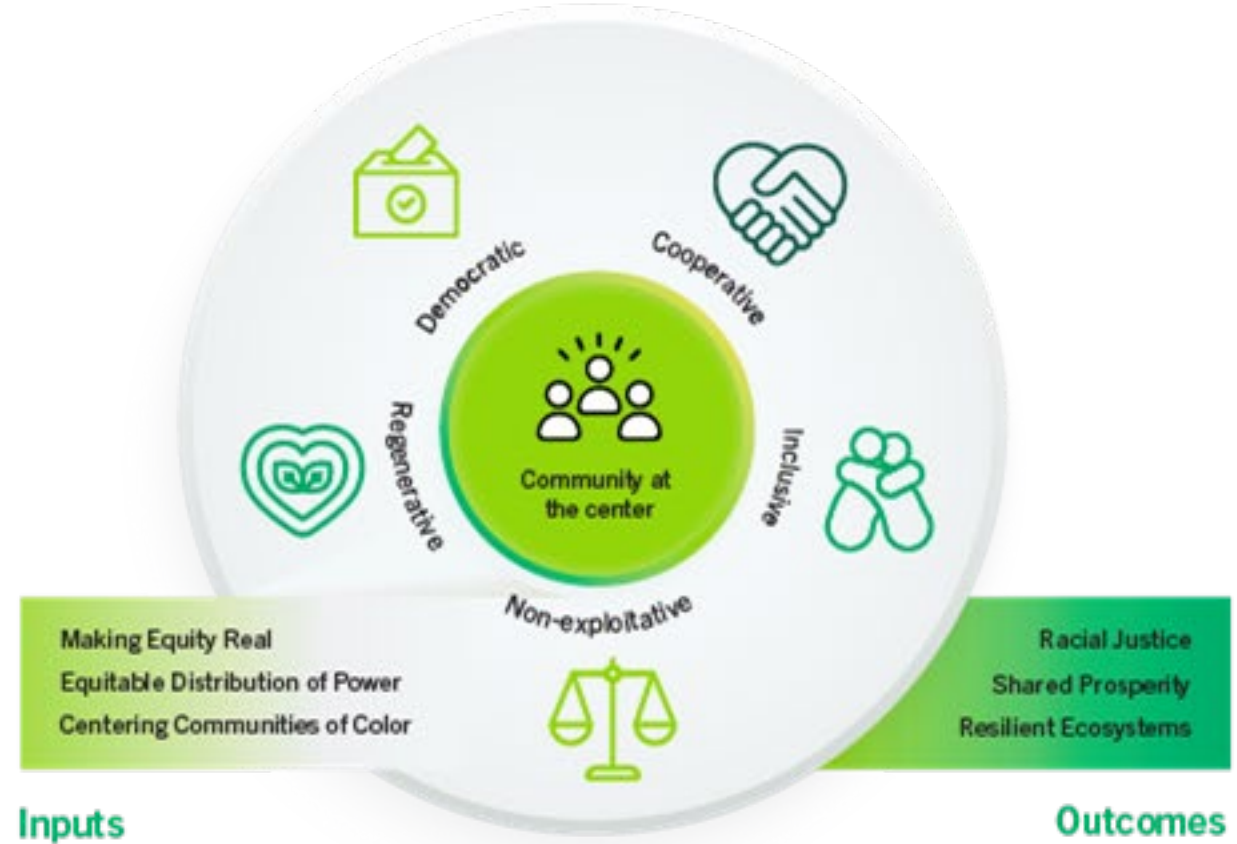 Democratic
Cooperative
Regenerative
Inclusive
Community at
the center
Non-exploitative
Making Equity Real
Equitable Distribution of Power
Centering Communities of Color
Racial Justice
Shared Prosperity
Resilient Ecosystems
Inputs
Outcomes